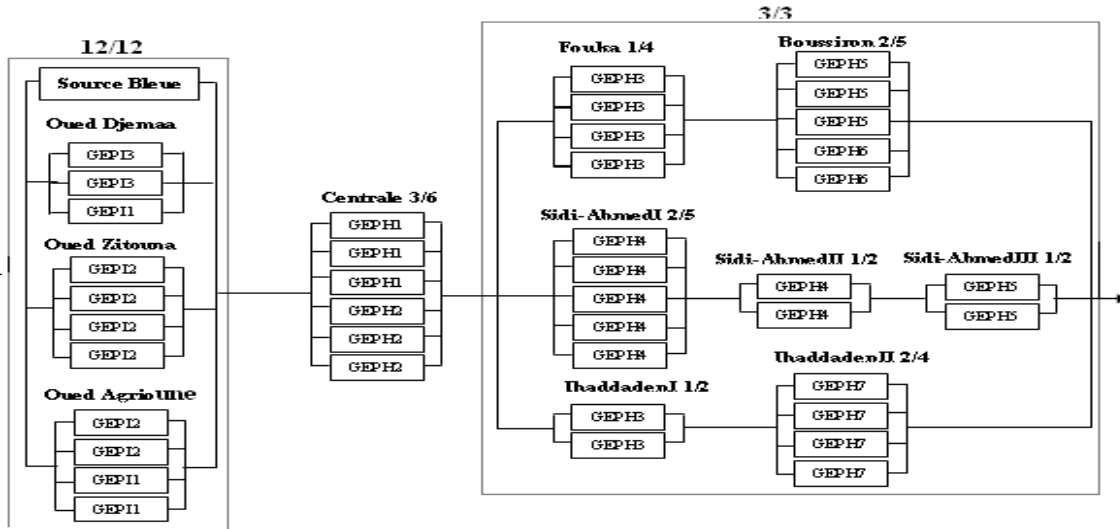 3/3
12/12
Source Bleue
Oued Djemaa
GEPI3
GEPI3
GEPI1
Oued Zitouna
GEPI2
GEPI2
GEPI2
GEPI2
Oued Agrioune
GEPI2
GEPI2
GEPI1
GEPI1
Centrale 3/6
GEPH1
GEPH1
GEPH1
GEPH2
GEPH2
GEPH2
Fouka 1/4
GEPH3
GEPH3
GEPH3
GEPH3
Boussiron 2/5
GEPH5
GEPH5
GEPH5
GEPH6
GEPH6
Sidi-AhmedI 2/5
GEPH4
GEPH4
GEPH4
GEPH4
GEPH4
Sidi-AhmedII 1/2
GEPH4
GEPH4
Sidi-AhmedIII 1/2
GEPH5
GEPH5
IhaddadenI 1/2
GEPH3
GEPH3
IhaddadenII 2/4
GEPH7
GEPH7
GEPH7
GEPH7